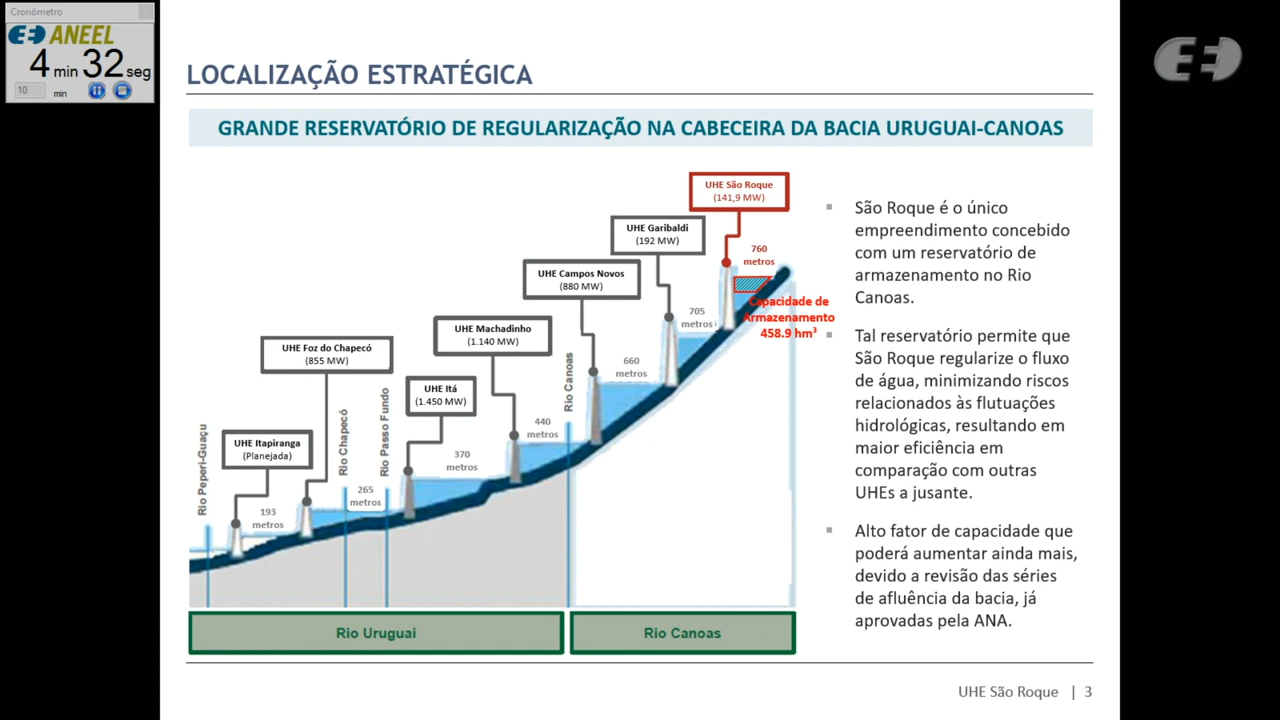 Cronômetro
ANEEL
4 min 32 seg
10 min
LOCALIZAÇÃO ESTRATÉGICA
GRANDE RESERVATÓRIO DE REGULARIZAÇÃO NA CABECEIRA DA BACIA URUGUAI-CANOAS
UHE São Roque
(141,9 MW)
UHE Garibaldi
(192 MW)
760
metros
UHE Campos Novos
(880 MW)
Capacidade de
Armazenamento
458.9 hm³
705
metros
UHE Machadinho
(1.140 MW)
UHE Foz do Chapecó
(855 MW)
660
metros
Rio Canoas
UHE Itá
(1.450 MW)
440
metros
Rio Passo Fundo
Rio Chapecó
UHE Itapiranga
(Planejada)
Rio Peperi-Guaçu
370
metros
265
metros
193
metros
Rio Uruguai
Rio Canoas
São Roque é o único
empreendimento concebido
com um reservatório de
armazenamento no Rio
Canoas.
Tal reservatório permite que
São Roque regularize o fluxo
de água, minimizando riscos
relacionados às flutuações
hidrológicas, resultando em
maior eficiência em
comparação com outras
UHEs a jusante.
Alto fator de capacidade que
poderá aumentar ainda mais,
devido a revisão das séries
de afluência da bacia, já
aprovadas pela ANA.
UHE São Roque | 3